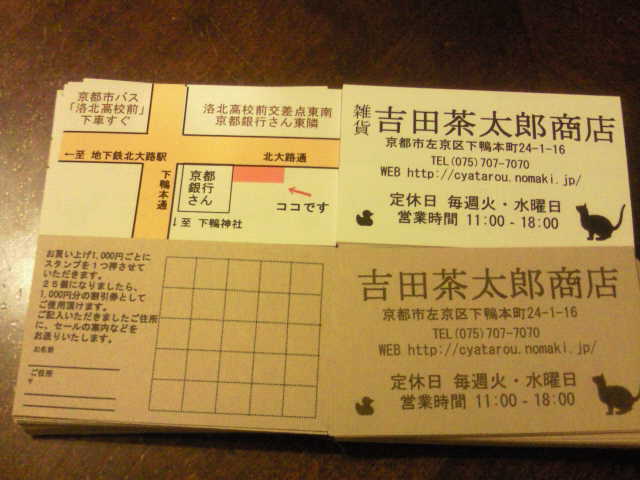 京都市バス
「洛北高校前」
下車すぐ
洛北高校前交差点東南
京都銀行さん東隣
←至 地下鉄北大路駅
北大路通
下鴨本通
京都
銀行
さん
ココです
↓至 下鴨神社
雑貨
吉田茶太郎商店
京都市左京区下鴨本町24-1-16
TEL(075)707-7070
WEB http://cyatarou.nomaki.jp/
定休日 毎週火・水曜日
営業時間 11:00 - 18:00
お買い上げ1,000円ごとに
スタンプを1つ押させて
いただきます。
25個になりましたら、
1,000円分の割引券として
ご使用頂けます。
ご記入いただきましたご住所
に、セールの案内などを
お送りいたします。
お名前
ご住所
〒
吉田茶太郎商店
京都市左京区下鴨本町24-1-16
TEL(075)707-7070
WEB http://cyatarou.nomaki.jp/
定休日 毎週火・水曜日
営業時間 11:00 - 18:00